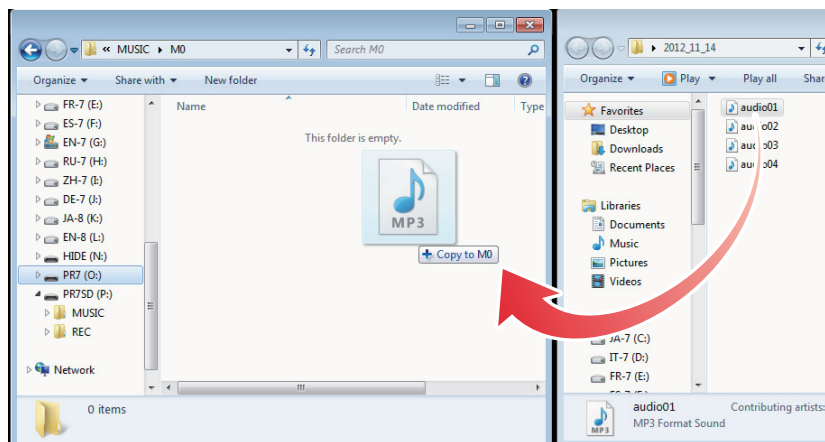 « MUSIC ▸ M0
Search M0
Organize
Share with
New folder
FR-7 (E:)
ES-7 (F:)
EN-7 (G:)
RU-7 (H:)
ZH-7 (I:)
DE-7 (J:)
JA-8 (K:)
EN-8 (L:)
HIDE (N:)
PR7 (O:)
PR7SD (P:)
MUSIC
REC
Network
Name
Date modified
Type
This folder is empty.
MP3
Copy to M0
0 items
2012_11_14
Organize
Play
Play all
Favorites
Desktop
Downloads
Recent Places
Libraries
Documents
Music
Pictures
Videos
JA-7 (C:)
IT-7 (D:)
FR-7 (E:)
audio01
audio01
Contributing artists:
MP3
MP3 Format Sound